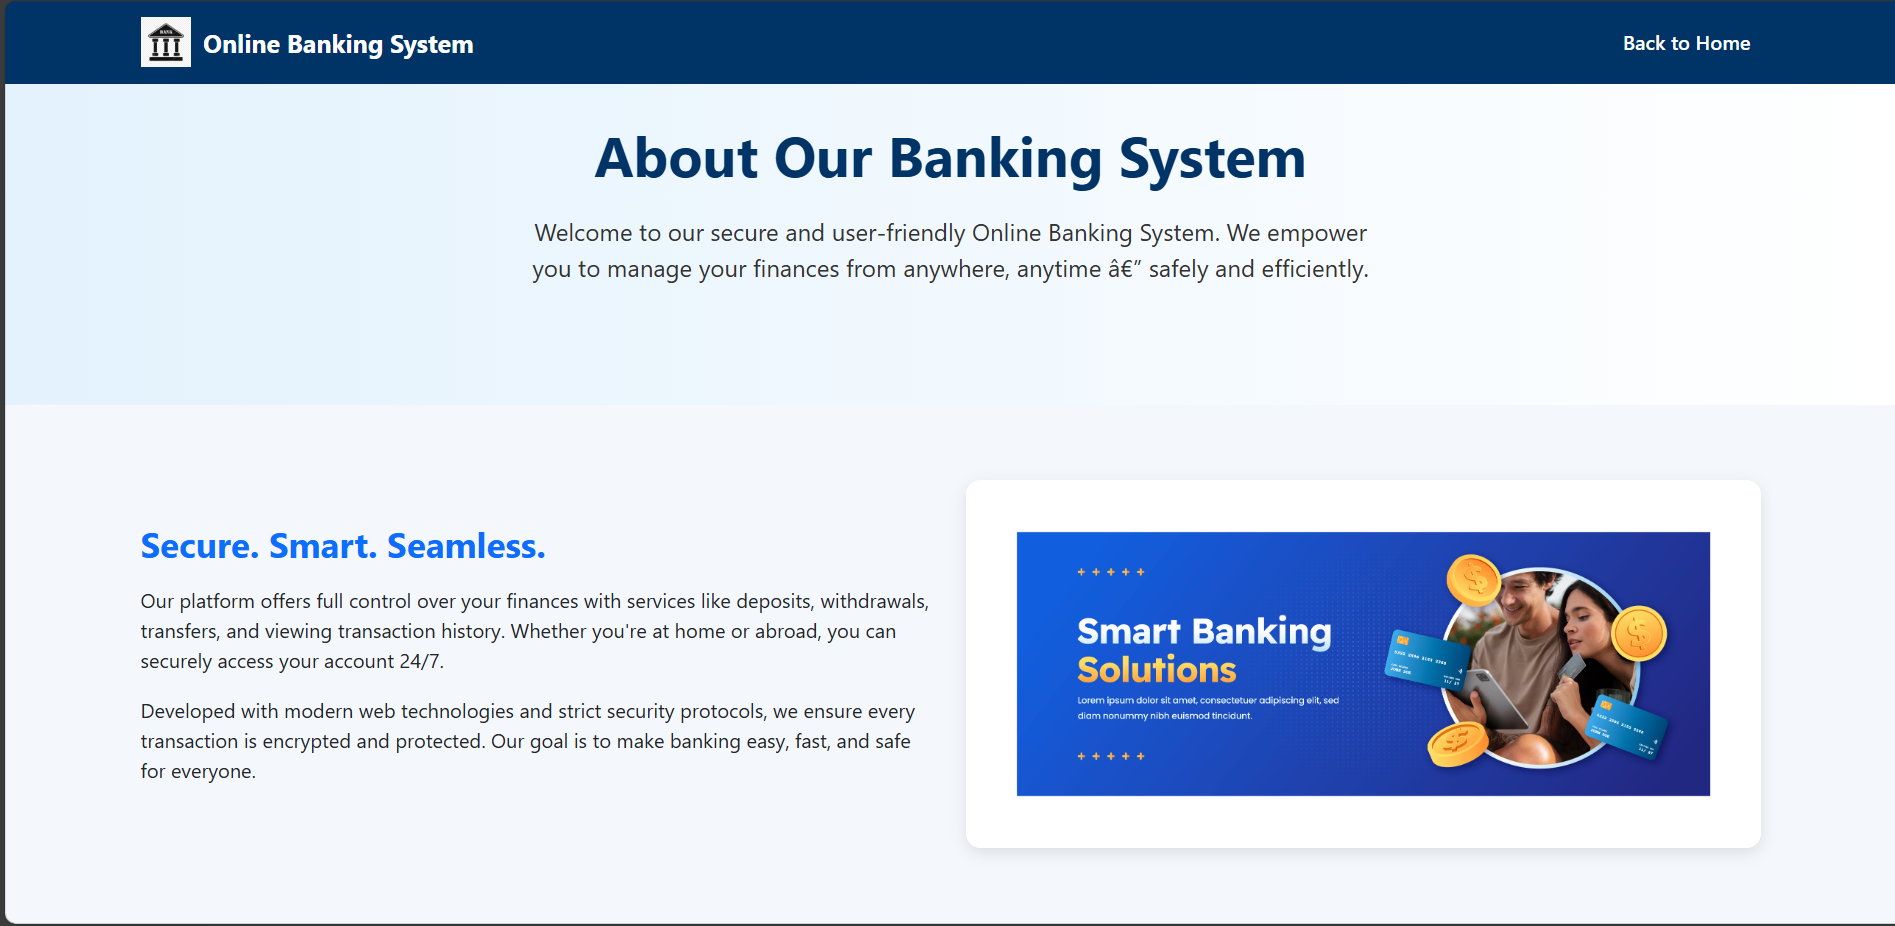 BANK
Online Banking System
Back to Home
About Our Banking System
Welcome to our secure and user-friendly Online Banking System. We empower
you to manage your finances from anywhere, anytime â€” safely and efficiently.
Secure. Smart. Seamless.
Our platform offers full control over your finances with services like deposits, withdrawals,
transfers, and viewing transaction history. Whether you're at home or abroad, you can
securely access your account 24/7.
Developed with modern web technologies and strict security protocols, we ensure every
transaction is encrypted and protected. Our goal is to make banking easy, fast, and safe
for everyone.
Smart Banking
Solutions
Lorem ipsum dolor sit amet, consectetuer adipiscing elit, sed
diam nonummy nibh euismod tincidunt.